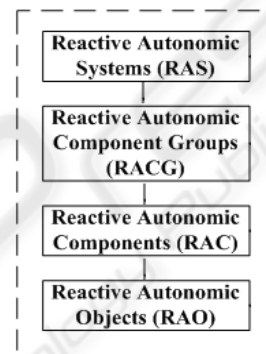 Reactive Autonomic
Systems (RAS)
Reactive Autonomic
Component Groups
(RACG)
Reactive Autonomic
Components (RAC)
Reactive Autonomic
Objects (RAO)